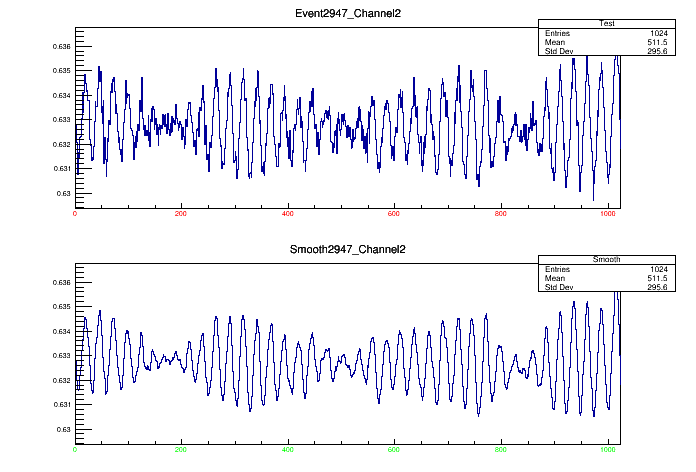 Event2947_Channel2
Test
Entries 1024
Mean 511.5
Std Dev 295.6
0.636
0.635
0.634
0.633
0.632
0.631
0.63
0 200 400 600 800 1000
Smooth2947_Channel2
Smooth
Entries 1024
Mean 511.5
Std Dev 295.6
0.636
0.635
0.634
0.633
0.632
0.631
0.63
0 200 400 600 800 1000